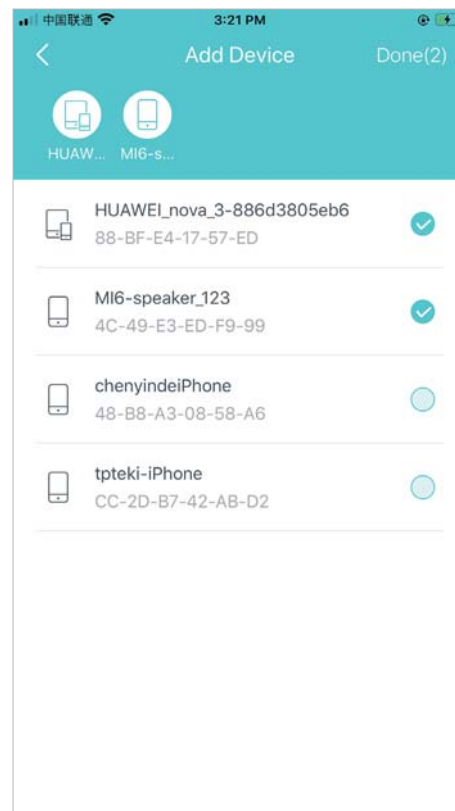 中国联通 3:21 PM
Add Device Done(2)
HUAW... MI6-s...
HUAWEI_nova_3-886d3805eb6
88-BF-E4-17-57-ED
MI6-speaker_123
4C-49-E3-ED-F9-99
chenyindeiPhone
48-B8-A3-08-58-A6
tpteki-iPhone
CC-2D-B7-42-AB-D2